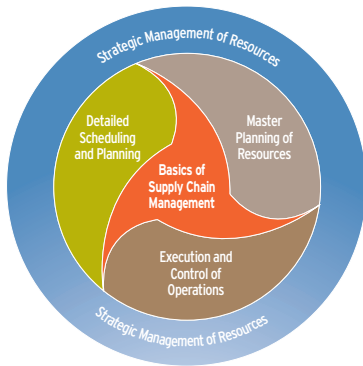 Strategic Management of Resources
Detailed
Scheduling
and Planning
Master
Planning of
Resources
Basics of
Supply Chain
Management
Execution and
Control of
Operations
Strategic Management of Resources